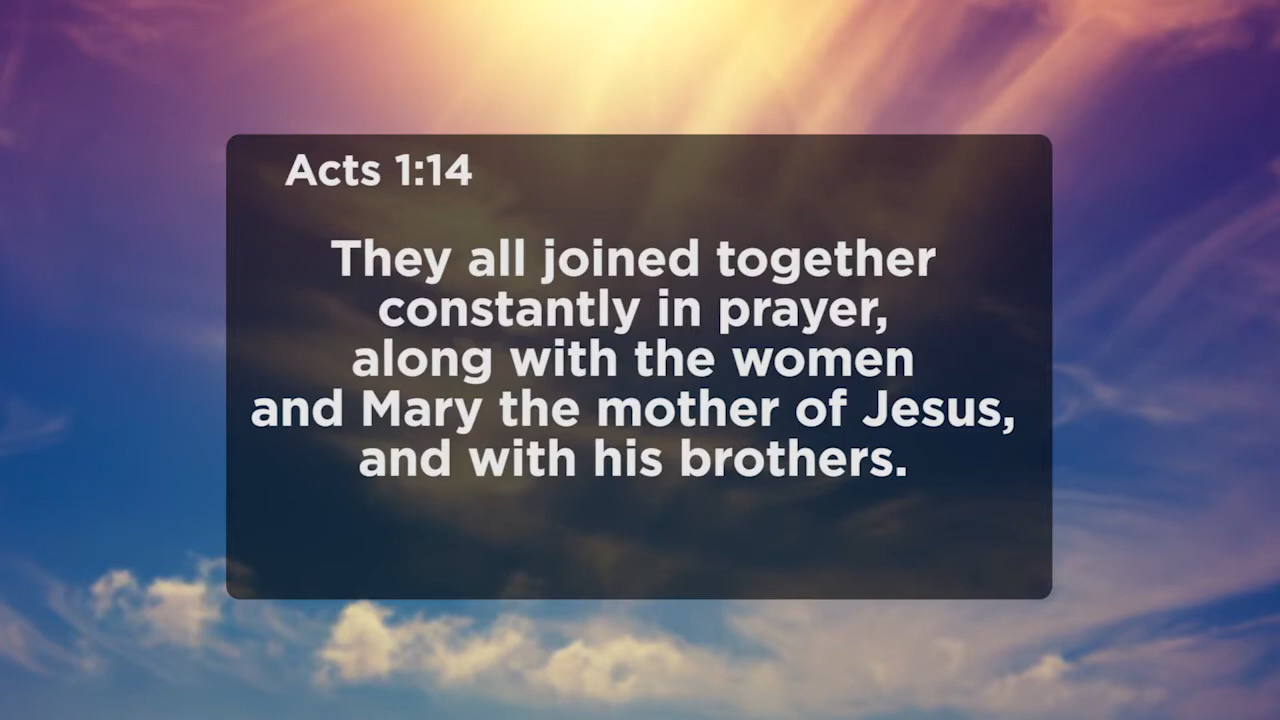 Acts 1:14
They all joined together
constantly in prayer,
along with the women
and Mary the mother of Jesus,
and with his brothers.